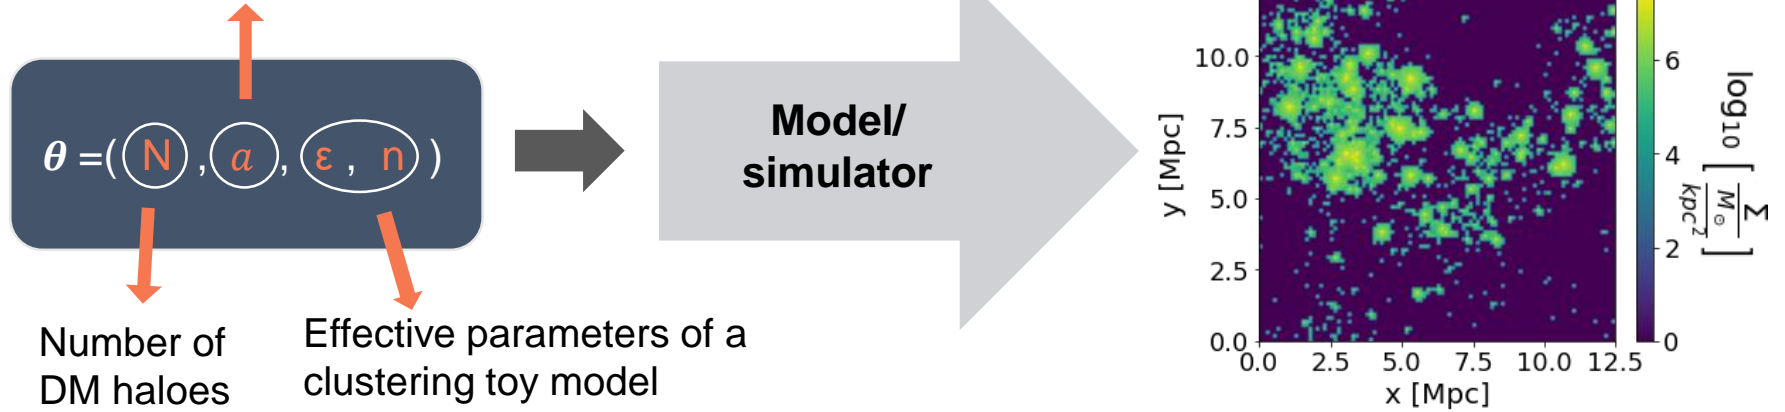 θ =( N , a , ε , n )
Number of
DM haloes
Effective parameters of a
clustering toy model
Model/
simulator
10.0
7.5
5.0
2.5
0.0
y [Mpc]
0.0 2.5 5.0 7.5 10.0 12.5
x [Mpc]
6
4
2
0
log₁₀ [ Σ / M⊙/kpc² ]